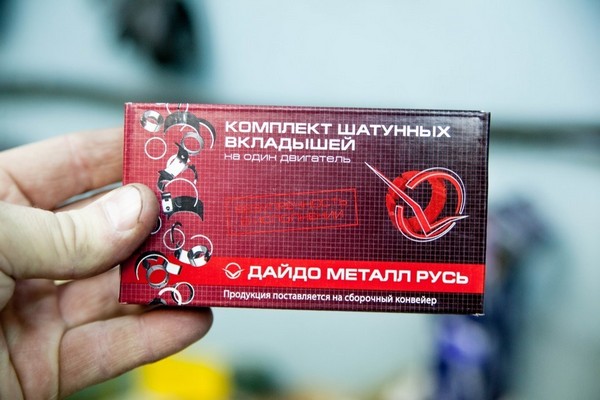 КОМПЛЕКТ ШАТУННЫХ
ВКЛАДЫШЕЙ
на один двигатель
ДАЙДО МЕТАЛЛ РУСЬ
Продукция поставляется на сборочный конвейер